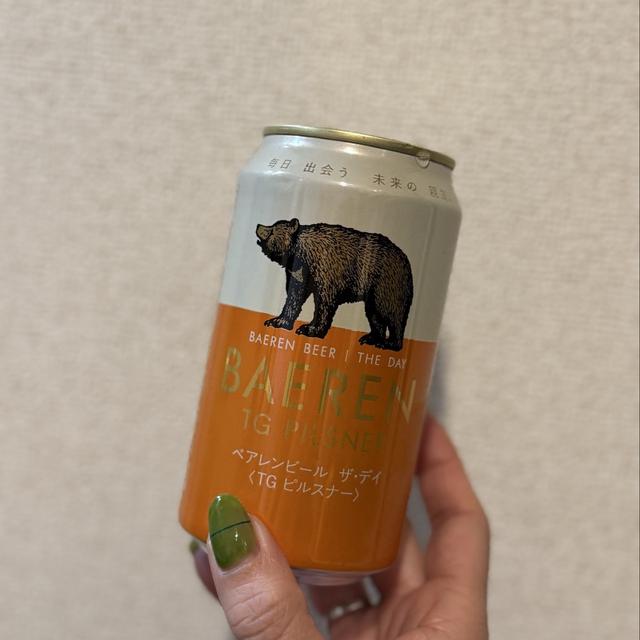 毎日 出会う 未来の
BAEREN BEER | THE DAY
BAEREN
TG PILSNER
ベアレンビール ザ・デイ
〈TG ピルスナー〉